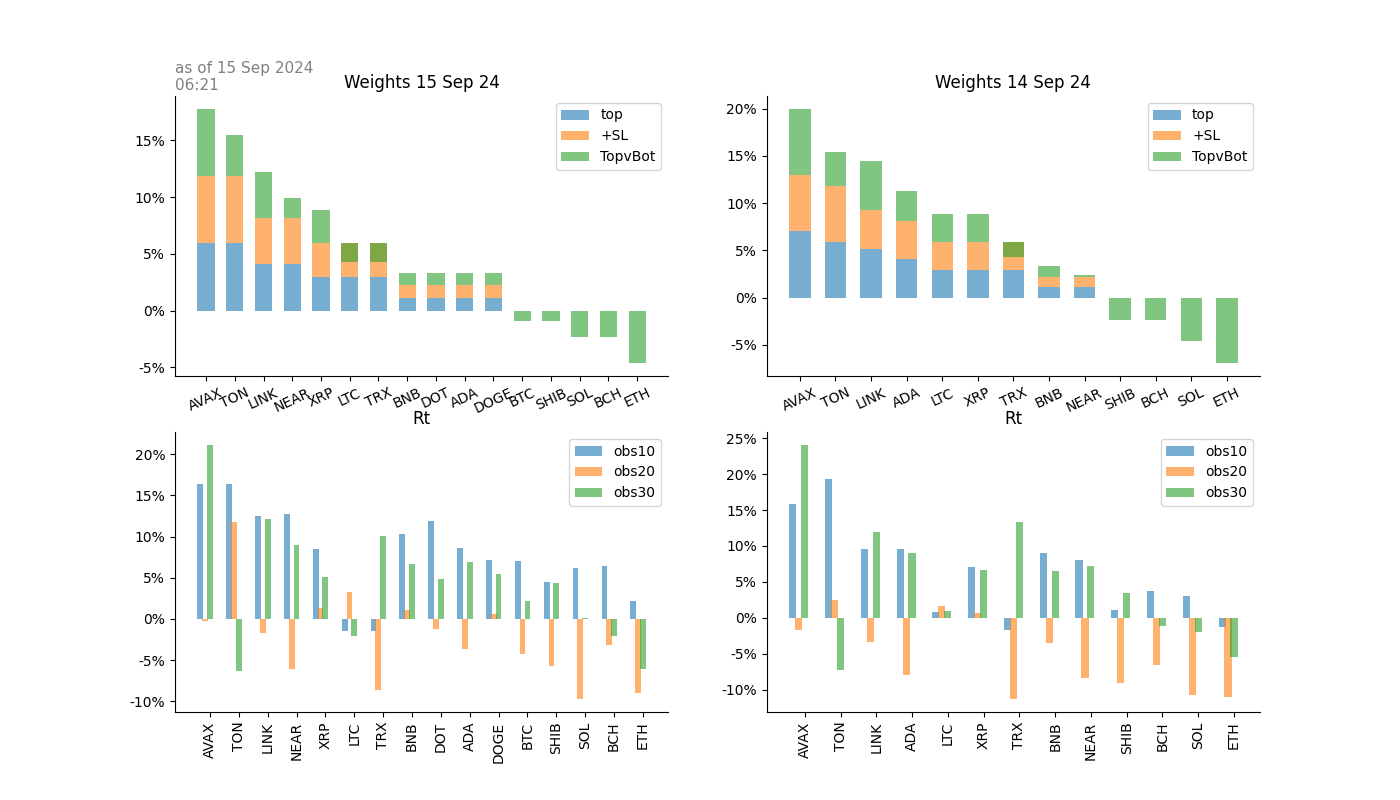 as of 15 Sep 2024
06:21
Weights 15 Sep 24
top
+SL
TopvBot
15%
10%
5%
0%
-5%
AVAX TON LINK NEAR XRP LTC TRX BNB DOT ADA DOGE BTC SHIB SOL BCH ETH
Weights 14 Sep 24
top
+SL
TopvBot
20%
15%
10%
5%
0%
-5%
AVAX TON LINK ADA LTC XRP TRX BNB NEAR SHIB BCH SOL ETH
Rt
obs10
obs20
obs30
20%
15%
10%
5%
0%
-5%
-10%
AVAX TON LINK NEAR XRP LTC TRX BNB DOT ADA DOGE BTC SHIB SOL BCH ETH
Rt
obs10
obs20
obs30
25%
20%
15%
10%
5%
0%
-5%
-10%
AVAX TON LINK ADA LTC XRP TRX BNB NEAR SHIB BCH SOL ETH